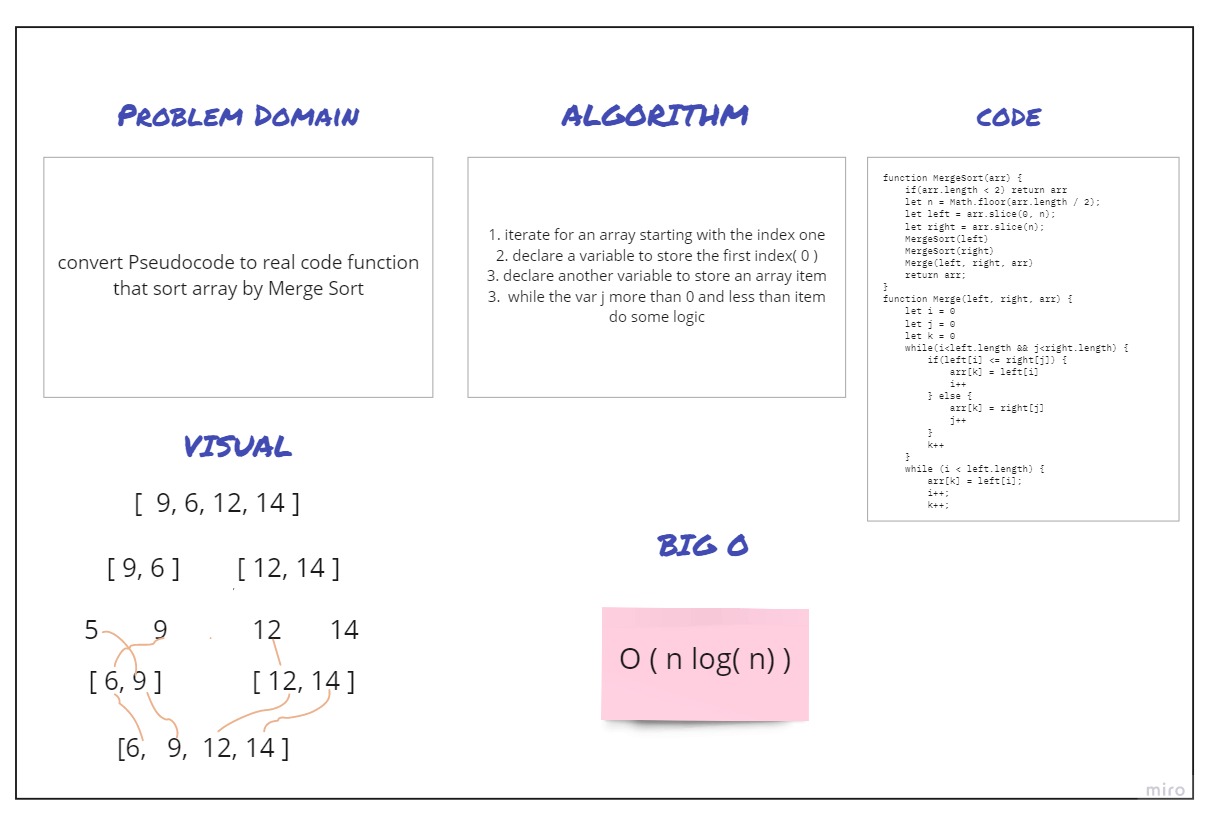 PROBLEM DOMAIN
convert Pseudocode to real code function
that sort array by Merge Sort
ALGORITHM
1. iterate for an array starting with the index one
2. declare a variable to store the first index( 0 )
3. declare another variable to store an array item
3. while the var j more than 0 and less than item
do some logic
CODE
function MergeSort(arr) {
    if(arr.length < 2) return arr
    let n = Math.floor(arr.length / 2);
    let left = arr.slice(0, n);
    let right = arr.slice(n);
    MergeSort(left)
    MergeSort(right)
    Merge(left, right, arr)
    return arr;
}
function Merge(left, right, arr) {
    let i = 0
    let j = 0
    let k = 0
    while(i<left.length && j<right.length) {
        if(left[i] <= right[j]) {
            arr[k] = left[i]
            i++
        } else {
            arr[k] = right[j]
            j++
        }
        k++
    }
    while (i < left.length) {
        arr[k] = left[i];
        i++;
        k++;
VISUAL
[ 9, 6, 12, 14 ]
[ 9, 6 ] [ 12, 14 ]
5 9 12 14
[ 6, 9 ] [ 12, 14 ]
[6, 9, 12, 14 ]
BIG O
O ( n log( n) )
miro